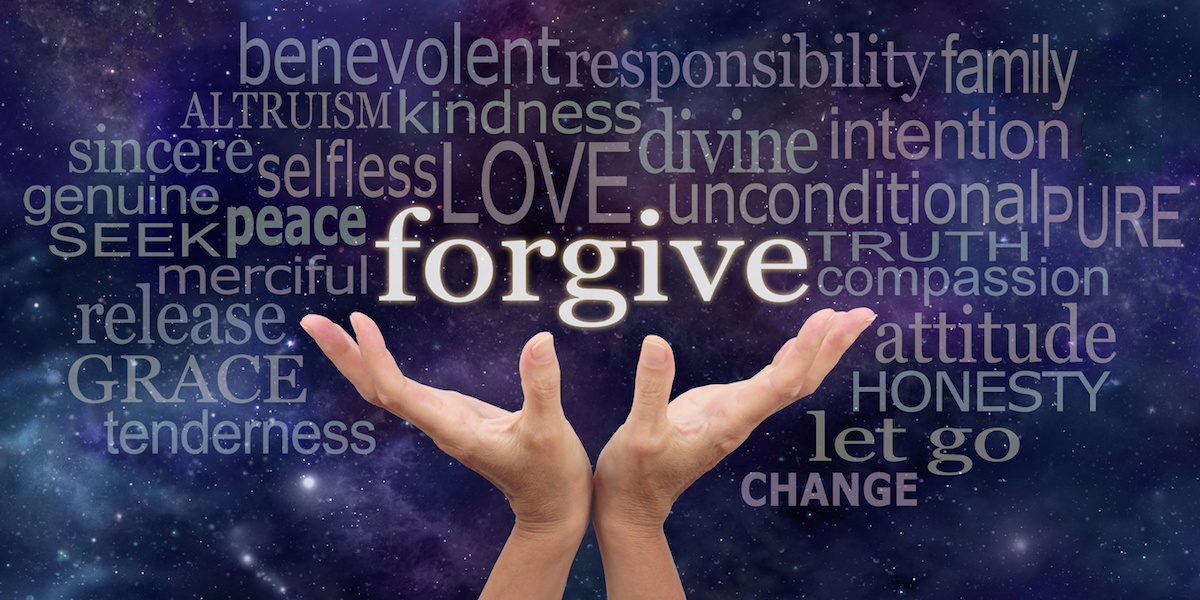 benevolent responsibility family
ALTRUISM kindness divine intention
sincere selfless LOVE unconditional PURE
genuine SEEK peace forgive TRUTH
merciful compassion
release attitude
GRACE HONESTY
tenderness let go
CHANGE